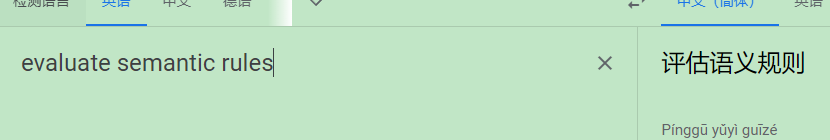 检测语言 英语 中文 德语 中文（简体） 英语
evaluate semantic rules
评估语义规则
Pínggū yǔyì guīzé